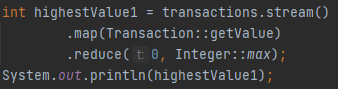 int highestValue1 = transactions.stream()
.map(Transaction::getValue)
.reduce( t: 0, Integer::max);
System.out.println(highestValue1);